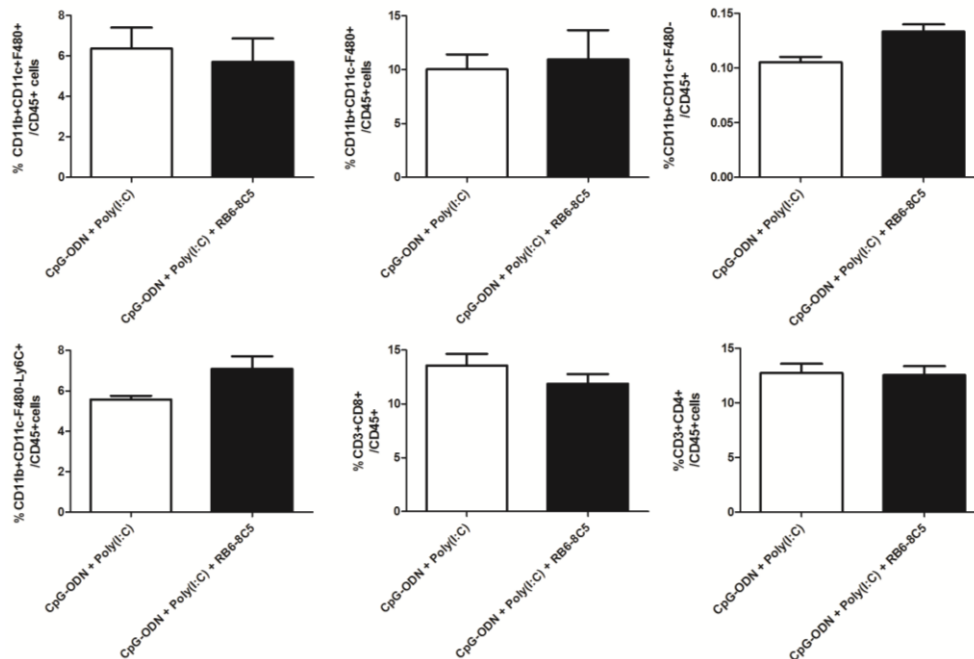 % CD11b+CD11c+F480+
/CD45+ cells
8
6
4
2
0
CpG-ODN + Poly(I:C)
CpG-ODN + Poly(I:C) + RB6-8C5
% CD11b+CD11c-F480+
/CD45+cells
15
10
5
0
CpG-ODN + Poly(I:C)
CpG-ODN + Poly(I:C) + RB6-8C5
%CD11b+CD11c+F480-
/CD45+
0.15
0.10
0.05
0.00
CpG-ODN + Poly(I:C)
CpG-ODN + Poly(I:C) + RB6-8C5
% CD11b+CD11c-F480-Ly6C+
/CD45+cells
8
6
4
2
0
CpG-ODN + Poly(I:C)
CpG-ODN + Poly(I:C) + RB6-8C5
% CD3+CD8+
/CD45+
15
10
5
0
CpG-ODN + Poly(I:C)
CpG-ODN + Poly(I:C) + RB6-8C5
%CD3+CD4+
/CD45+cells
15
10
5
0
CpG-ODN + Poly(I:C)
CpG-ODN + Poly(I:C) + RB6-8C5